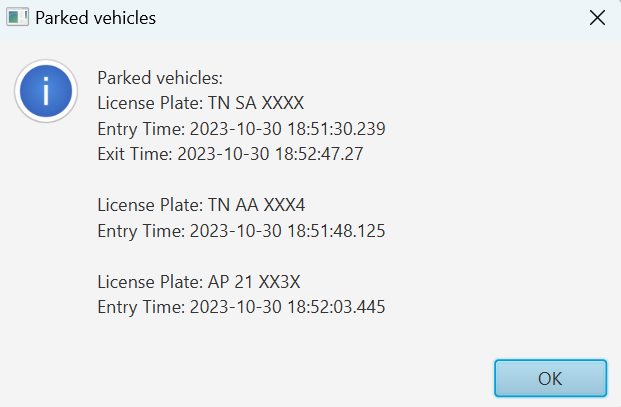 Parked vehicles
Parked vehicles:
License Plate: TN SA XXXX
Entry Time: 2023-10-30 18:51:30.239
Exit Time: 2023-10-30 18:52:47.27
License Plate: TN AA XXX4
Entry Time: 2023-10-30 18:51:48.125
License Plate: AP 21 XX3X
Entry Time: 2023-10-30 18:52:03.445
OK